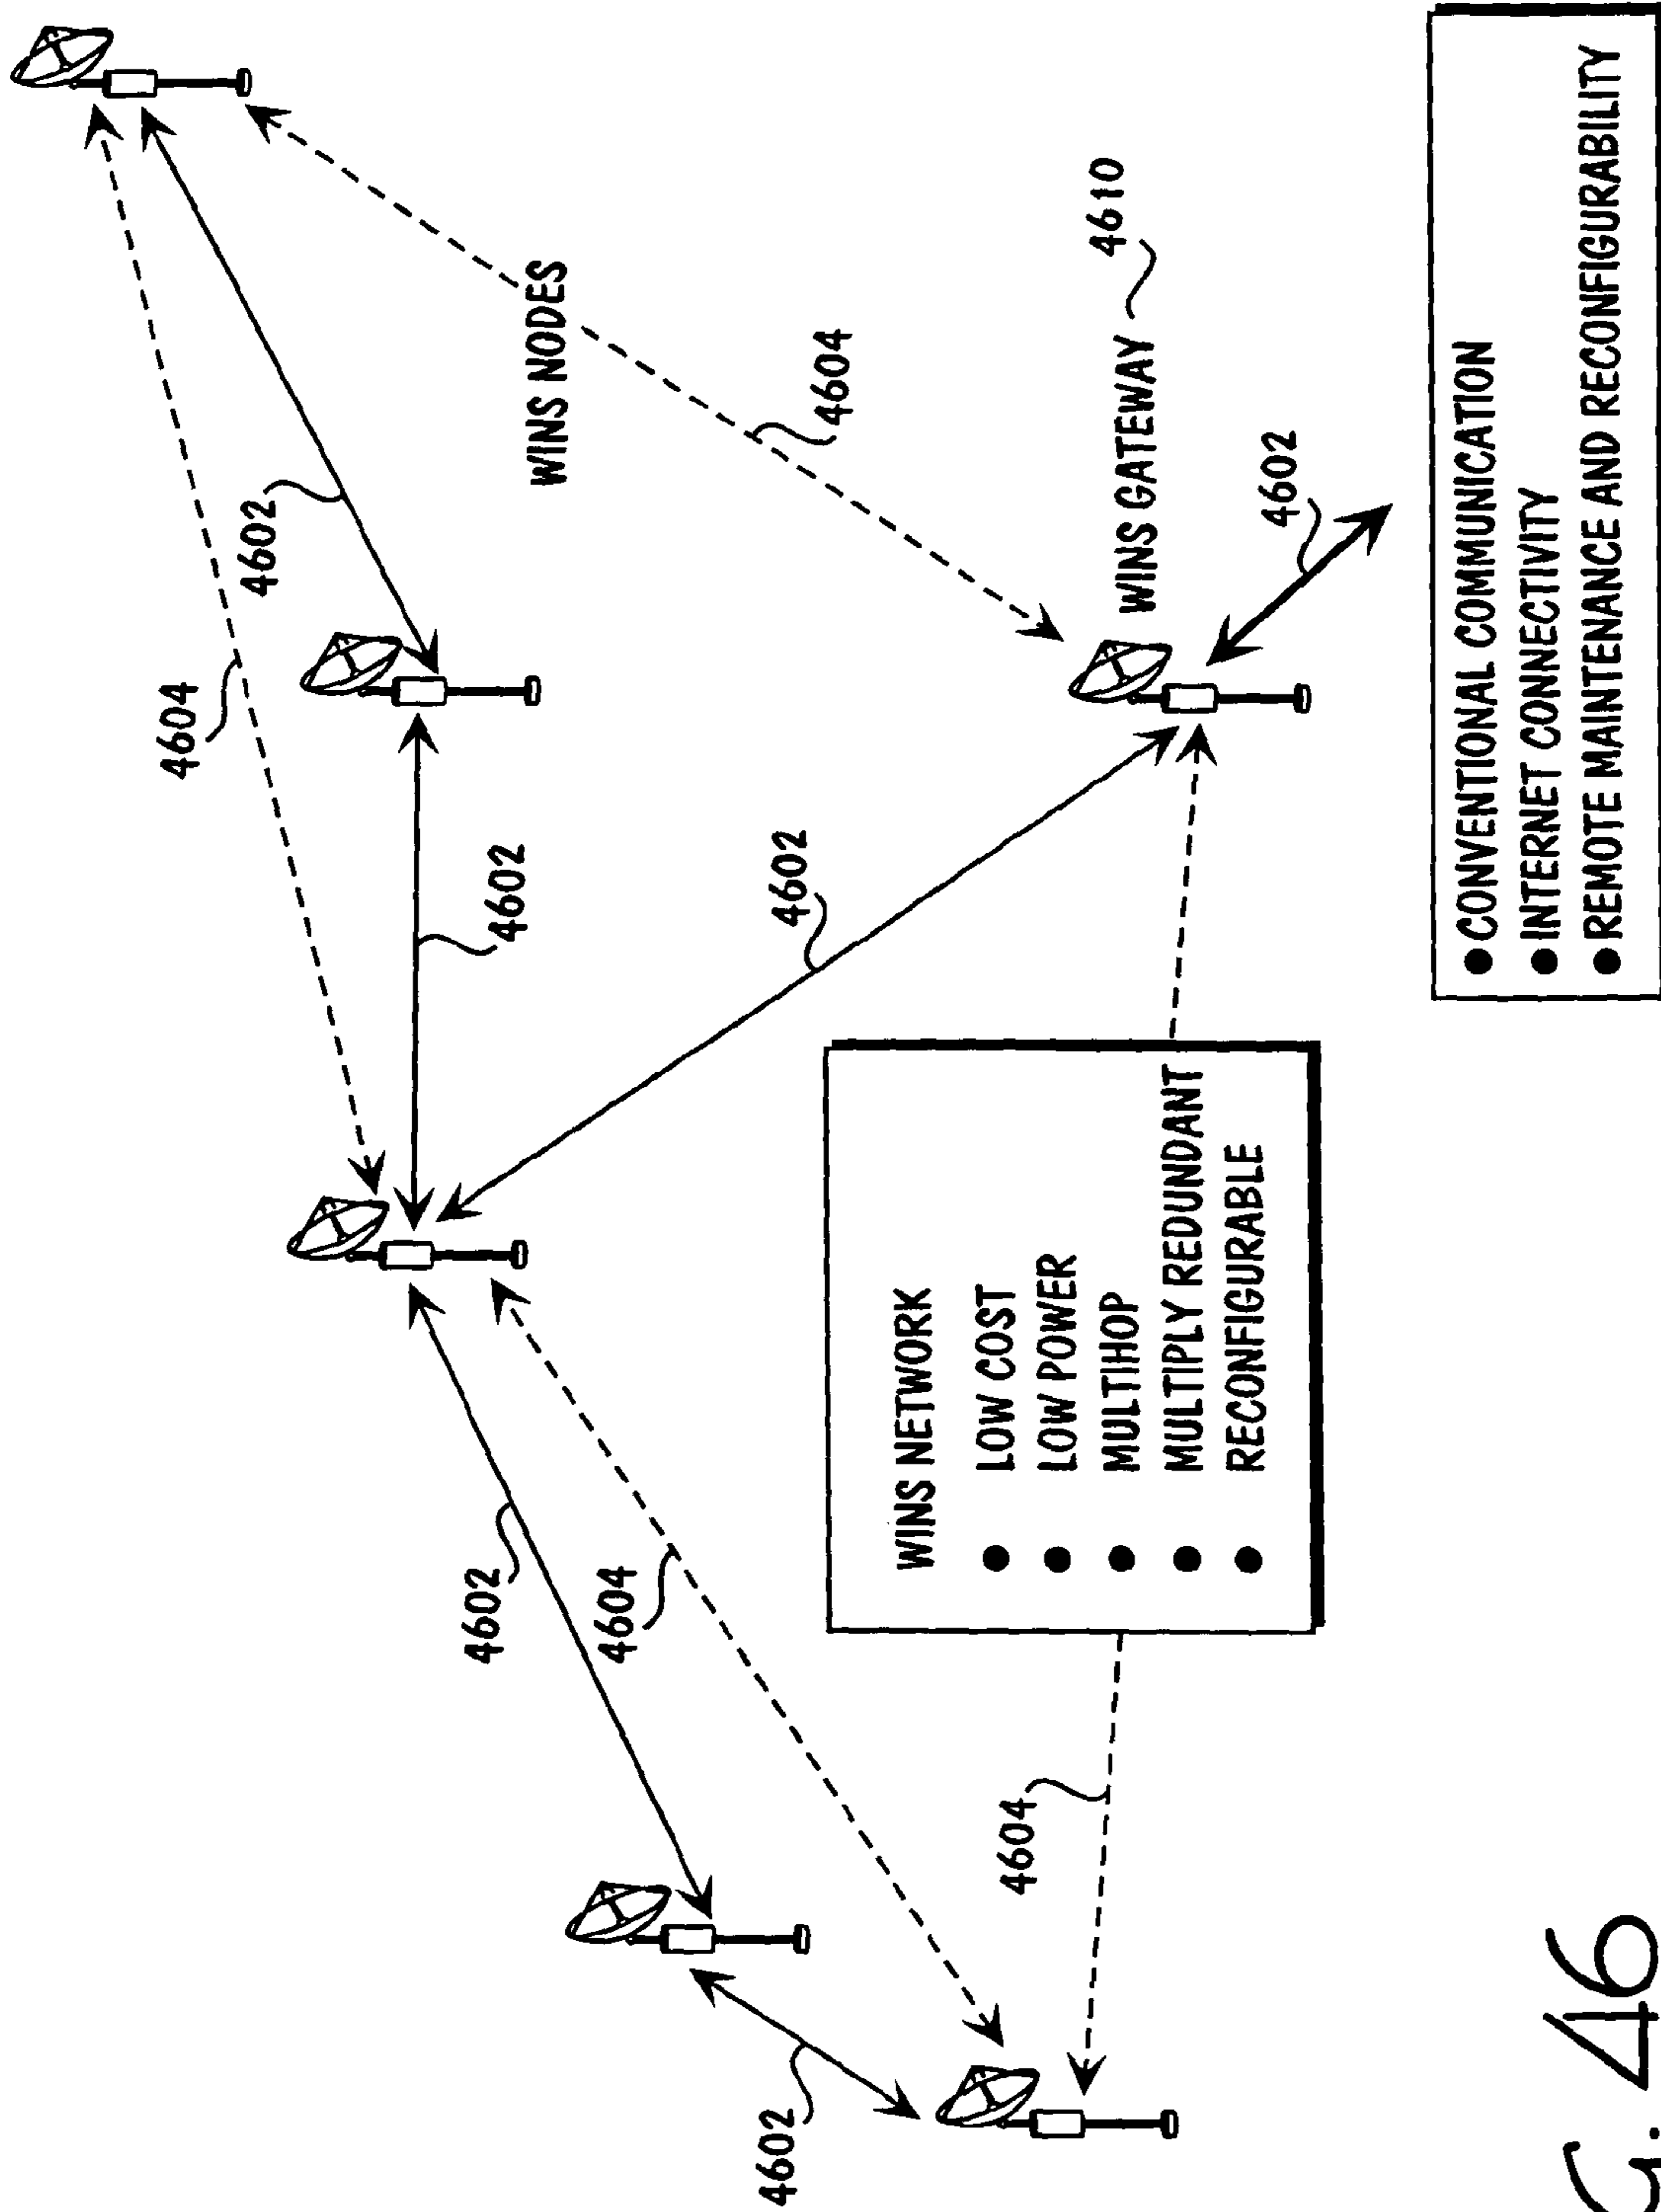 4604
4602
4602
4602
WINS NODES
4604
4602
4602
4604
WINS NETWORK
● LOW COST
● LOW POWER
● MULTIHOP
● MULTIPLY REDUNDANT
● RECONFIGURABLE
4604
WINS GATEWAY 4610
4602
● CONVENTIONAL COMMUNICATION
● INTERNET CONNECTIVITY
● REMOTE MAINTENANCE AND RECONFIGURABILITY
G. 46